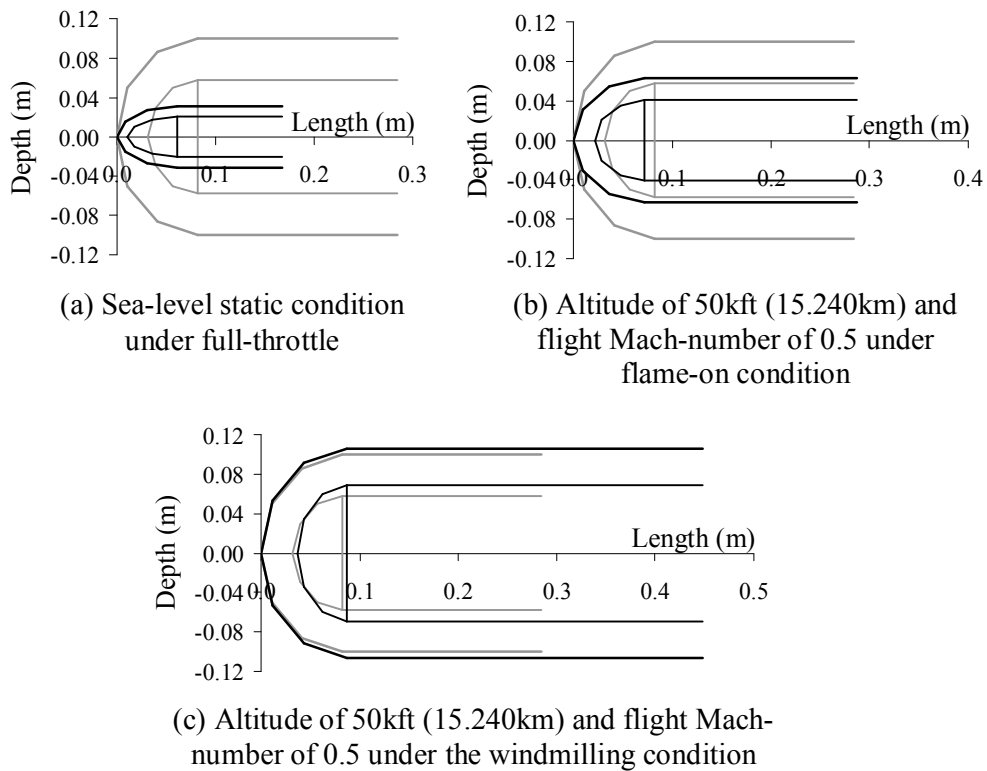 0.12
0.08
0.04
0.00
-0.04
-0.08
-0.12
Depth (m)
Length (m)
0.0
0.1
0.2
0.3
(a) Sea-level static condition
under full-throttle
0.12
0.08
0.04
0.00
-0.04
-0.08
-0.12
Depth (m)
Length (m)
0.0
0.1
0.2
0.3
0.4
(b) Altitude of 50kft (15.240km) and
flight Mach-number of 0.5 under
flame-on condition
0.12
0.08
0.04
0.00
-0.04
-0.08
-0.12
Depth (m)
Length (m)
0.0
0.1
0.2
0.3
0.4
0.5
(c) Altitude of 50kft (15.240km) and flight Mach-
number of 0.5 under the windmilling condition